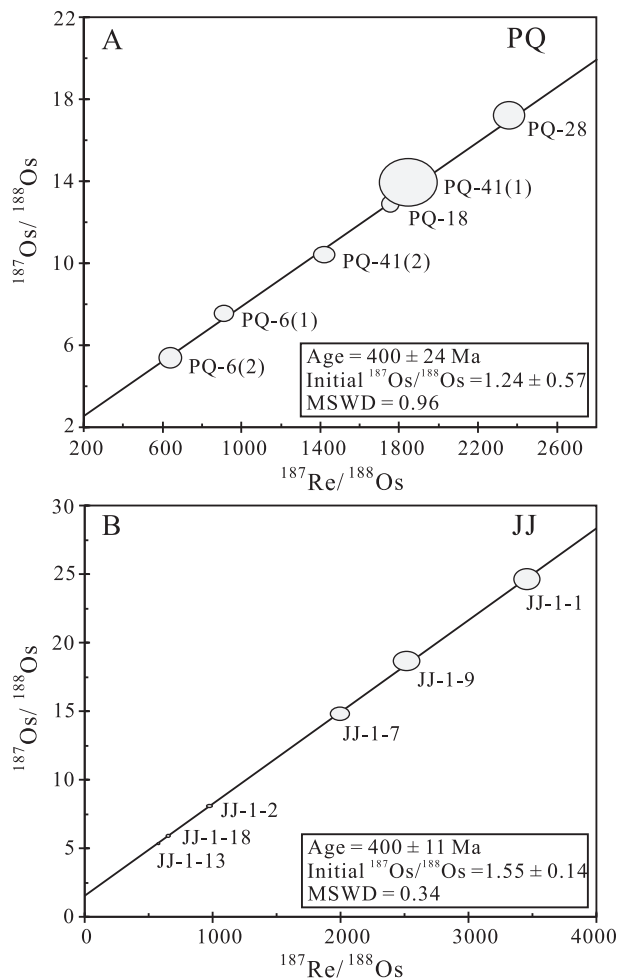 A
PQ
22
18
14
10
6
2
187Os/ 188Os
PQ-28
PQ-41(1)
PQ-18
PQ-41(2)
PQ-6(1)
PQ-6(2)
Age = 400 ± 24 Ma
Initial 187Os/188Os =1.24 ± 0.57
MSWD = 0.96
200 600 1000 1400 1800 2200 2600
187Re/ 188Os
B
JJ
30
25
20
15
10
5
0
187Os/ 188Os
JJ-1-1
JJ-1-9
JJ-1-7
JJ-1-2
JJ-1-18
JJ-1-13
Age = 400 ± 11 Ma
Initial 187Os/188Os =1.55 ± 0.14
MSWD = 0.34
0 1000 2000 3000 4000
187Re/ 188Os